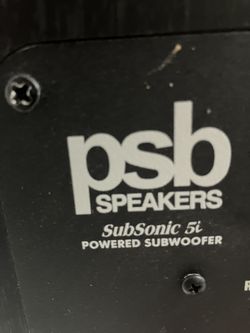 psb
SPEAKERS
SubSonic 5i
POWERED SUBWOOFER
R